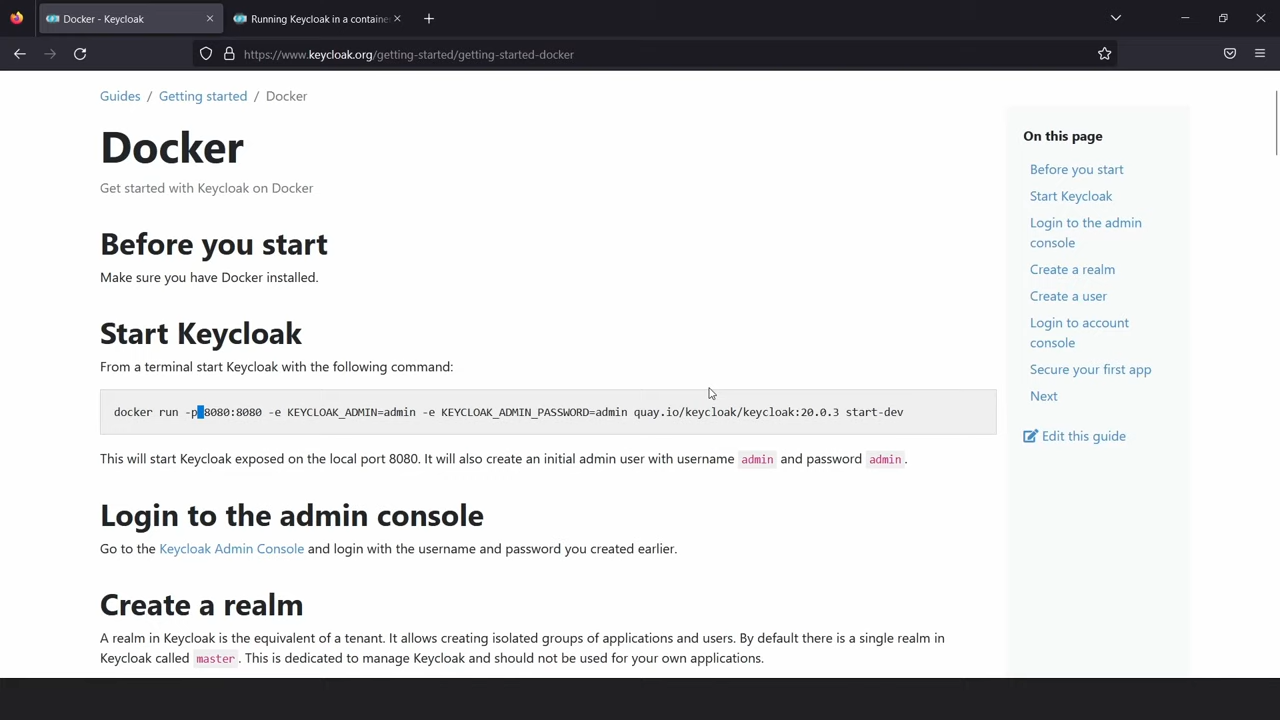 Docker - Keycloak
Running Keycloak in a containe
https://www.keycloak.org/getting-started/getting-started-docker
Guides / Getting started / Docker
Docker
Get started with Keycloak on Docker
Before you start
Make sure you have Docker installed.
Start Keycloak
From a terminal start Keycloak with the following command:
docker run -p 8080:8080 -e KEYCLOAK_ADMIN=admin -e KEYCLOAK_ADMIN_PASSWORD=admin quay.io/keycloak/keycloak:20.0.3 start-dev
This will start Keycloak exposed on the local port 8080. It will also create an initial admin user with username admin and password admin.
Login to the admin console
Go to the Keycloak Admin Console and login with the username and password you created earlier.
Create a realm
A realm in Keycloak is the equivalent of a tenant. It allows creating isolated groups of applications and users. By default there is a single realm in
Keycloak called master. This is dedicated to manage Keycloak and should not be used for your own applications.
On this page
Before you start
Start Keycloak
Login to the admin
console
Create a realm
Create a user
Login to account
console
Secure your first app
Next
Edit this guide